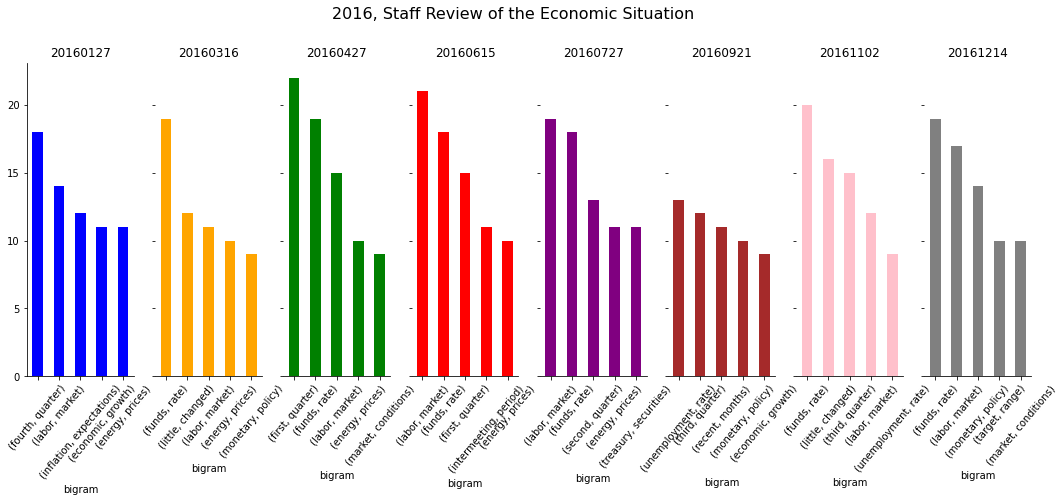 2016, Staff Review of the Economic Situation
20160127
20160316
20160427
20160615
20160727
20160921
20161102
20161214
20
15
10
5
0
(fourth, quarter)
(labor, market)
(inflation, expectations)
(economic, growth)
(energy, prices)
bigram
(funds, rate)
(little, changed)
(labor, market)
(energy, prices)
(monetary, policy)
bigram
(first, quarter)
(funds, rate)
(labor, market)
(energy, prices)
(market, conditions)
bigram
(labor, market)
(funds, rate)
(first, quarter)
(intermeeting, period)
(energy, prices)
bigram
(labor, market)
(funds, rate)
(second, quarter)
(energy, prices)
(treasury, securities)
bigram
(unemployment, rate)
(third, quarter)
(recent, months)
(monetary, policy)
(economic, growth)
bigram
(funds, rate)
(little, changed)
(third, quarter)
(labor, market)
(unemployment, rate)
bigram
(funds, rate)
(labor, market)
(monetary, policy)
(target, range)
(market, conditions)
bigram